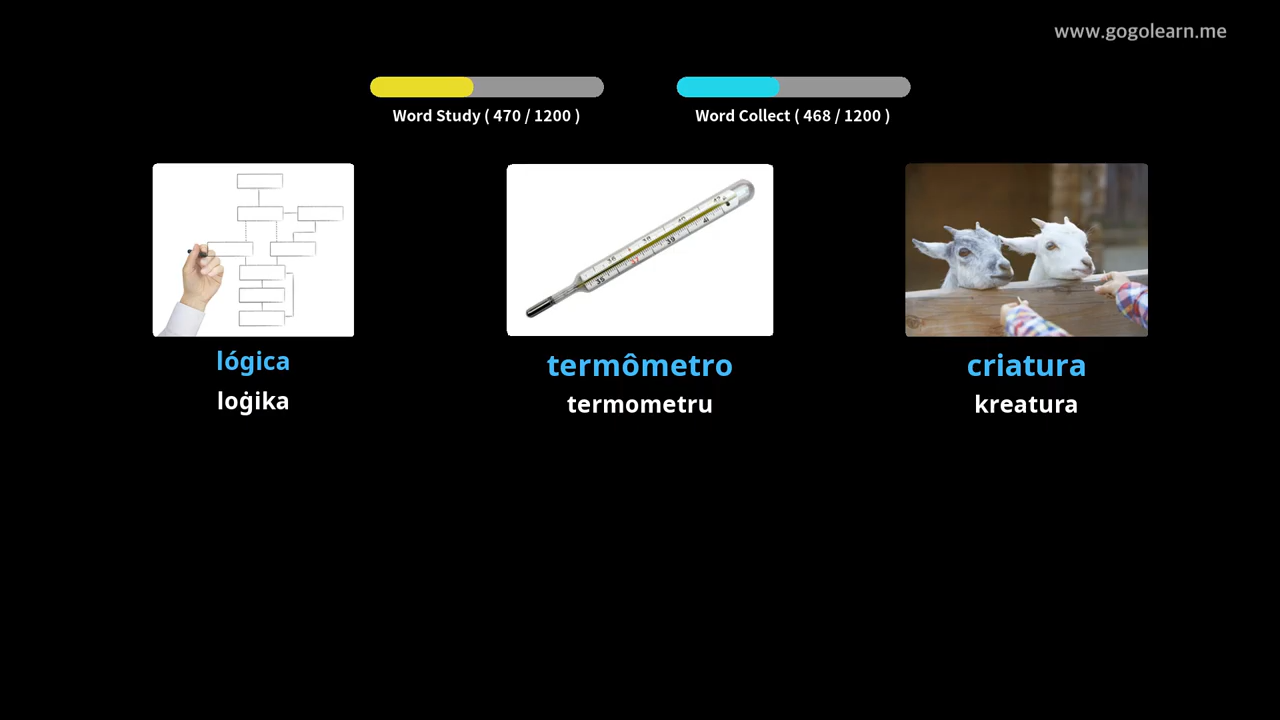 www.gogolearn.me
Word Study ( 470 / 1200 )
Word Collect ( 468 / 1200 )
lógica
loġika
termômetro
termometru
criatura
kreatura